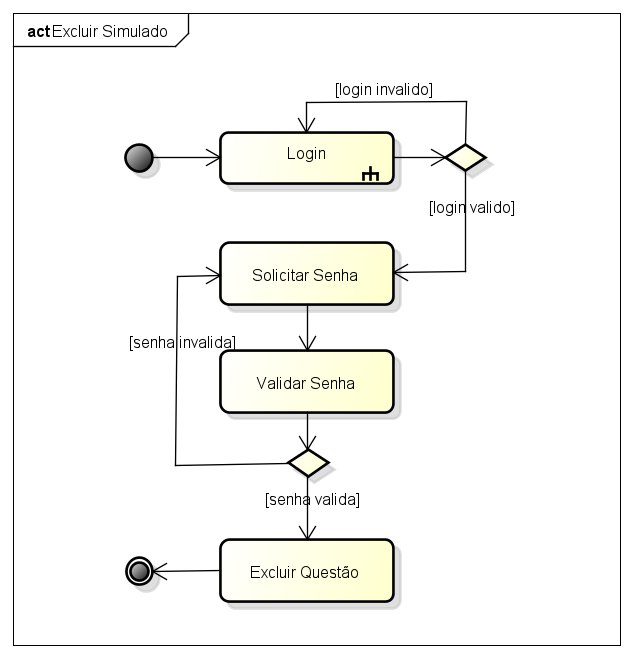 act Excluir Simulado
[login invalido]
Login
[login valido]
Solicitar Senha
[senha invalida]
Validar Senha
[senha valida]
Excluir Questão